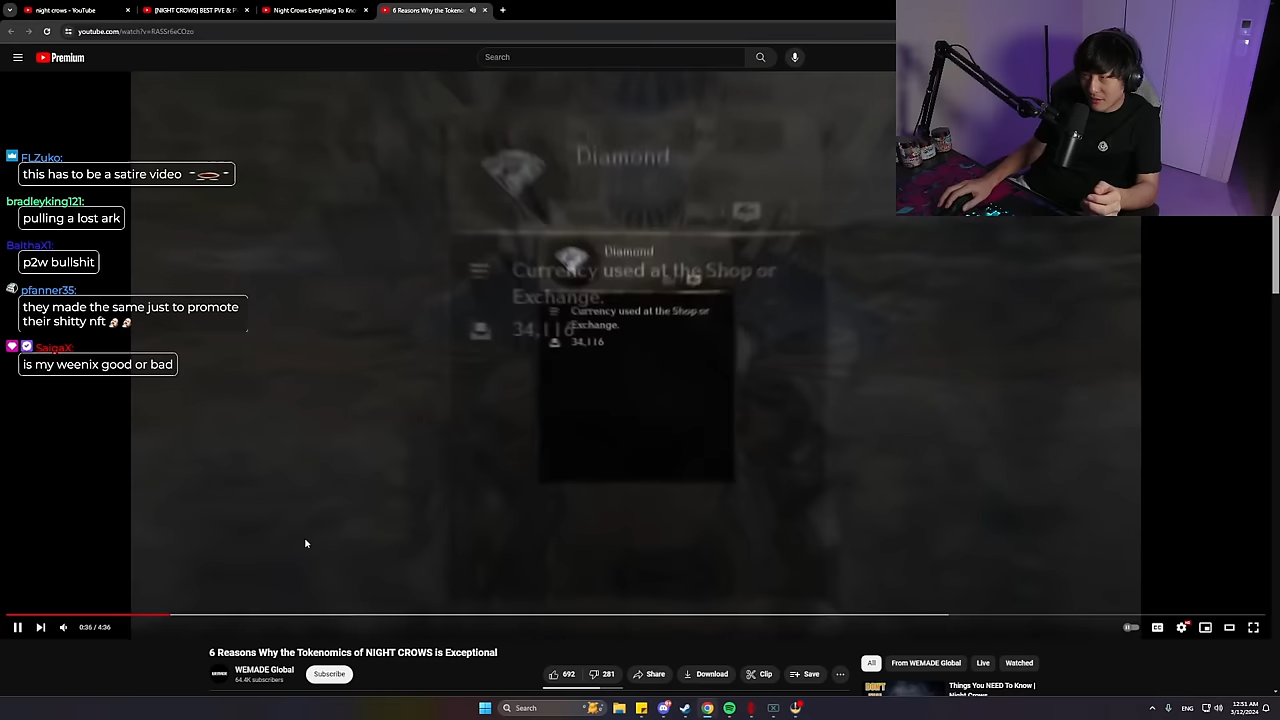 night crows - YouTube
[NIGHT CROWS] BEST PVE & P
Night Crows Everything To Kno
6 Reasons Why the Tokenom
youtube.com/watch?v=RASSr6eCOzo
Premium
Search
FLZuko:
this has to be a satire video
bradleyking121:
pulling a lost ark
BalthaX1:
p2w bullshit
pfanner35:
they made the same just to promote
their shitty nft
SaigaX:
is my weenix good or bad
Diamond
Currency used at the Shop or
Exchange.
34,116
Diamond
Currency used at the Shop or
Exchange.
34,116
0:36 / 4:36
6 Reasons Why the Tokenomics of NIGHT CROWS is Exceptional
WEMADE Global
64.4K subscribers
Subscribe
692
281
Share
Download
Clip
Save
All
From WEMADE Global
Live
Watched
Things You NEED To Know |
Night Crows
Search
ENG
12:51 AM
3/12/2024